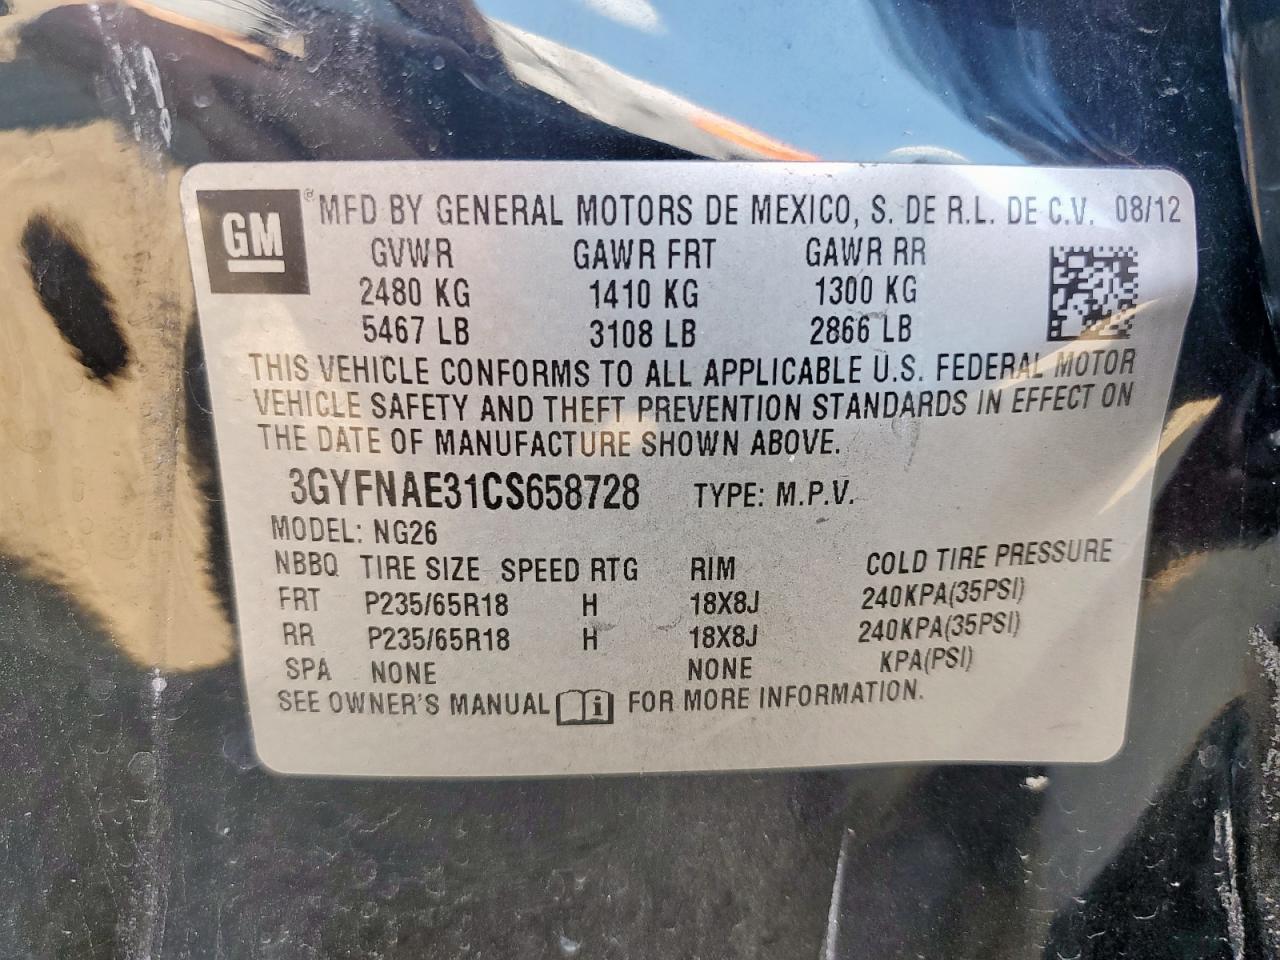 GM ® MFD BY GENERAL MOTORS DE MEXICO, S. DE R.L. DE C.V. 08/12
GVWR GAWR FRT GAWR RR
2480 KG 1410 KG 1300 KG
5467 LB 3108 LB 2866 LB
THIS VEHICLE CONFORMS TO ALL APPLICABLE U.S. FEDERAL MOTOR
VEHICLE SAFETY AND THEFT PREVENTION STANDARDS IN EFFECT ON
THE DATE OF MANUFACTURE SHOWN ABOVE.
3GYFNAE31CS658728 TYPE: M.P.V.
MODEL: NG26
NBBQ TIRE SIZE SPEED RTG RIM COLD TIRE PRESSURE
FRT P235/65R18 H 18X8J 240KPA(35PSI)
RR P235/65R18 H 18X8J 240KPA(35PSI)
SPA NONE NONE KPA(PSI)
SEE OWNER'S MANUAL i FOR MORE INFORMATION.